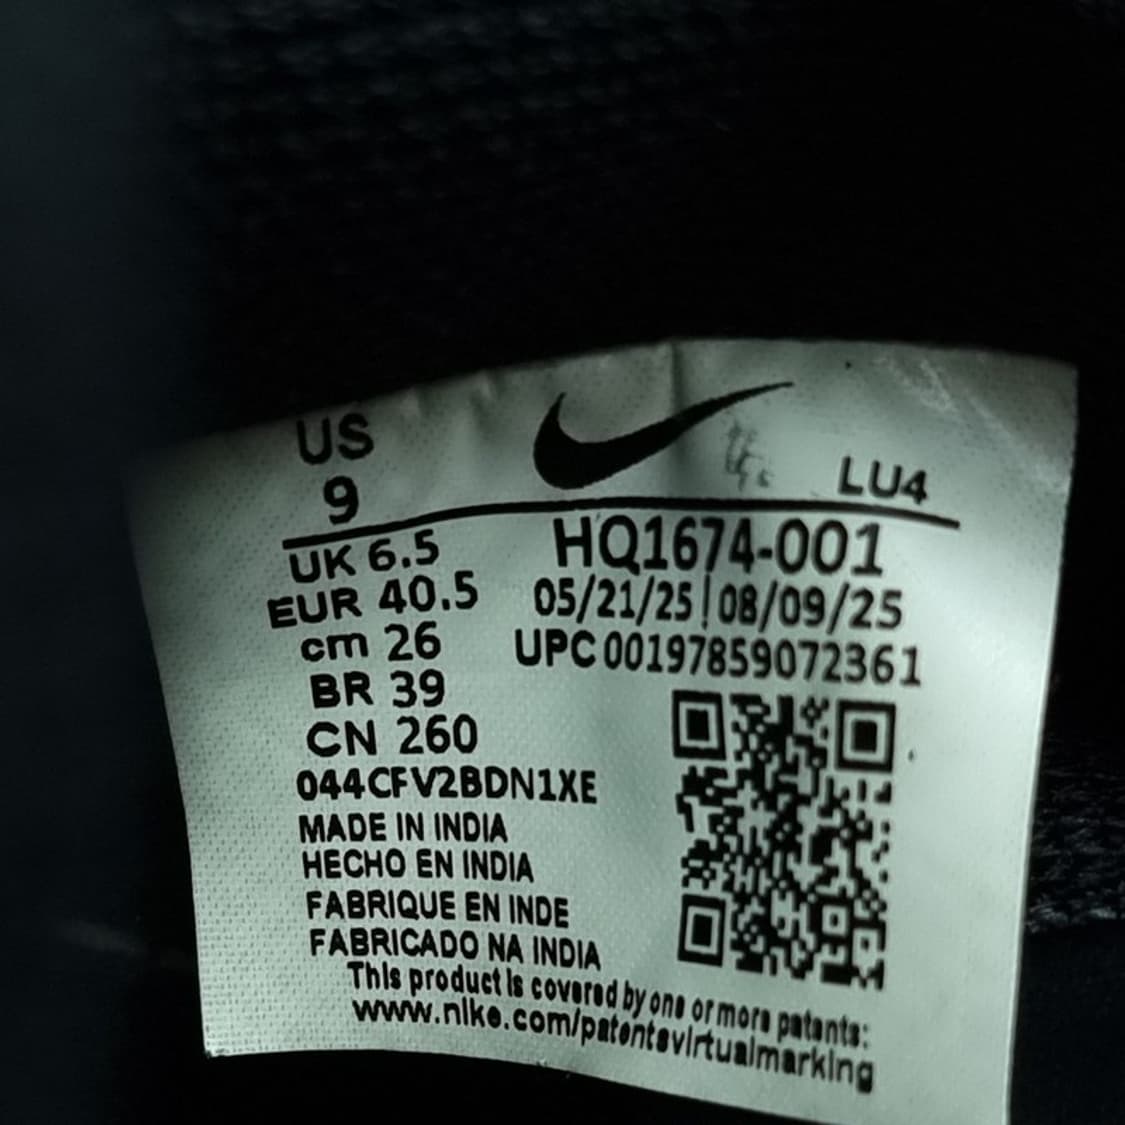 US
9
LU4
UK 6.5
EUR 40.5
cm 26
BR 39
CN 260
HQ1674-001
05/21/25|08/09/25
UPC 00197859072361
044CFV2BDN1XE
MADE IN INDIA
HECHO EN INDIA
FABRIQUE EN INDE
FABRICADO NA INDIA
This product is covered by one or more patents:
www.nike.com/patentsvirtualmarking